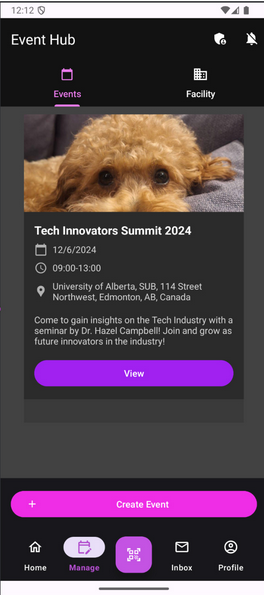 12:12
Event Hub
Events
Facility
Tech Innovators Summit 2024
12/6/2024
09:00-13:00
University of Alberta, SUB, 114 Street
Northwest, Edmonton, AB, Canada
Come to gain insights on the Tech Industry with a
seminar by Dr. Hazel Campbell! Join and grow as
future innovators in the industry!
View
+ Create Event
Home
Manage
Inbox
Profile